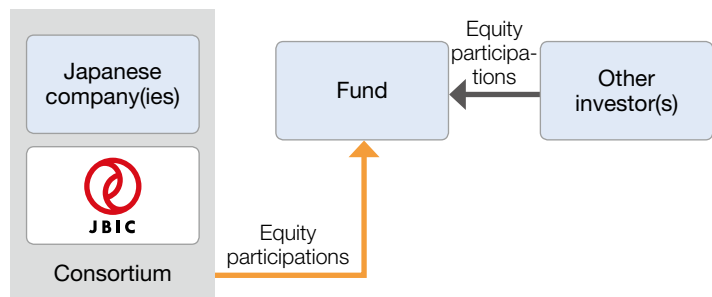 Japanese
company(ies)
JBIC
Consortium
Equity
participations
Fund
Equity
participa-
tions
Other
investor(s)